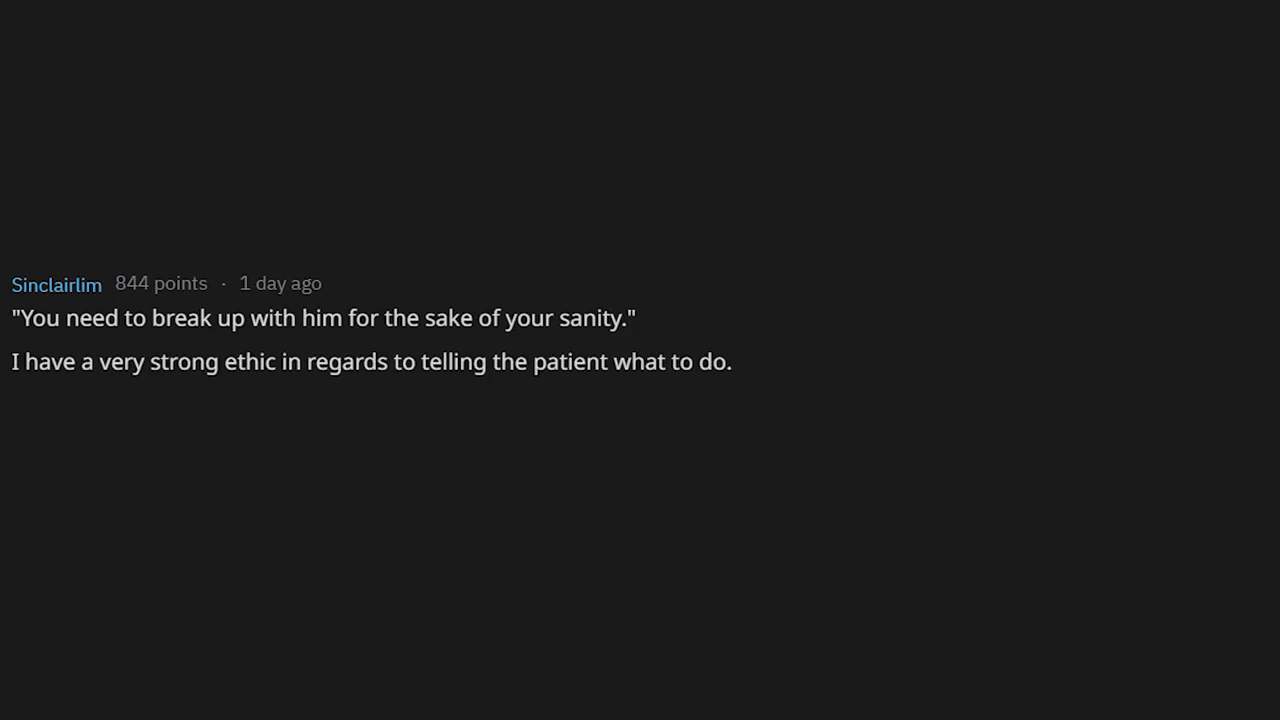 Sinclairlim 844 points · 1 day ago
"You need to break up with him for the sake of your sanity."
I have a very strong ethic in regards to telling the patient what to do.